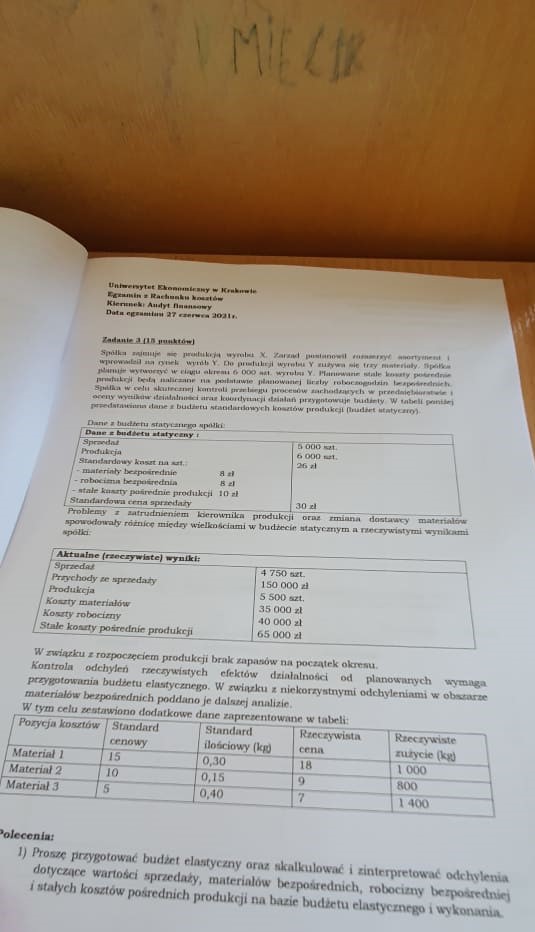 MIĘCIK
Uniwersytet Ekonomiczny w Krakowie
Egzamin z Rachunku kosztów
Kierunek: Audyt finansowy
Data egzaminu 27 czerwca 2021r.
Zadanie 3 (15 punktów)
Spółka zajmuje się produkcją wyrobu X. Zarząd postanowił rozszerzyć asortyment i
wprowadził na rynek wyrób Y. Do produkcji wyrobu Y zużywa się trzy materiały. Spółka
planuje wytworzyć w ciągu okresu 6 000 szt. wyrobu Y. Planowane stałe koszty pośrednie
produkcji będą naliczane na podstawie planowanej liczby roboczogodzin bezpośrednich.
Spółka w celu skutecznej kontroli przebiegu procesów zachodzących w przedsiębiorstwie i
oceny wyników działalności oraz koordynacji działań przygotowuje budżety. W tabeli poniżej
przedstawiono dane z budżetu standardowych kosztów produkcji (budżet statyczny).
Dane z budżetu statycznego spółki:
Dane z budżetu statyczny :
Sprzedaż 5 000 szt.
Produkcja 6 000 szt.
Standardowy koszt na szt.: 26 zł
- materiały bezpośrednie 8 zł
- robocizna bezpośrednia 8 zł
- stałe koszty pośrednie produkcji 10 zł
Standardowa cena sprzedaży 30 zł
Problemy z zatrudnieniem kierownika produkcji oraz zmiana dostawcy materiałów
spowodowały różnicę między wielkościami w budżecie statycznym a rzeczywistymi wynikami
spółki:
Aktualne (rzeczywiste) wyniki:
Sprzedaż 4 750 szt.
Przychody ze sprzedaży 150 000 zł
Produkcja 5 500 szt.
Koszty materiałów 35 000 zł
Koszty robocizny 40 000 zł
Stałe koszty pośrednie produkcji 65 000 zł
W związku z rozpoczęciem produkcji brak zapasów na początek okresu.
Kontrola odchyleń rzeczywistych efektów działalności od planowanych wymaga
przygotowania budżetu elastycznego. W związku z niekorzystnymi odchyleniami w obszarze
materiałów bezpośrednich poddano je dalszej analizie.
W tym celu zestawiono dodatkowe dane zaprezentowane w tabeli:
Pozycja kosztów Standard cenowy Standard ilościowy (kg) Rzeczywista cena Rzeczywiste zużycie (kg)
Materiał 1 15 0,30 18 1 000
Materiał 2 10 0,15 9 800
Materiał 3 5 0,40 7 1 400
Polecenia:
1) Proszę przygotować budżet elastyczny oraz skalkulować i zinterpretować odchylenia
dotyczące wartości sprzedaży, materiałów bezpośrednich, robocizny bezpośredniej
i stałych kosztów pośrednich produkcji na bazie budżetu elastycznego i wykonania.